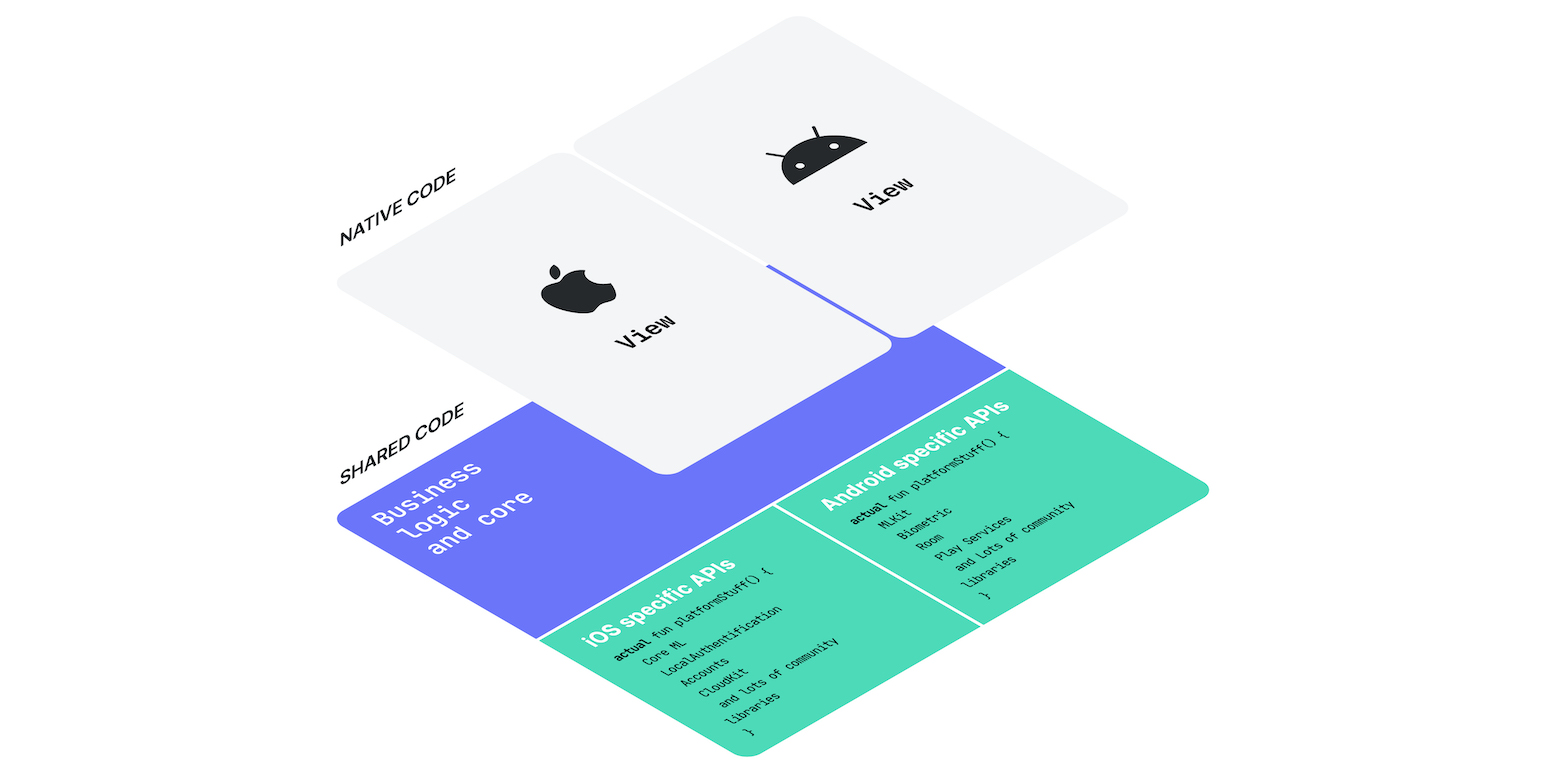 NATIVE CODE
View
View
SHARED CODE
Business
logic
and core
iOS specific APIs
actual fun platformStuff() {
Core ML
LocalAuthentification
Accounts
CloudKit
and lots of community
libraries
}
Android specific APIs
actual fun platformStuff() {
MLKit
Biometric
Room
Play Services
and Lots of community
libraries
}